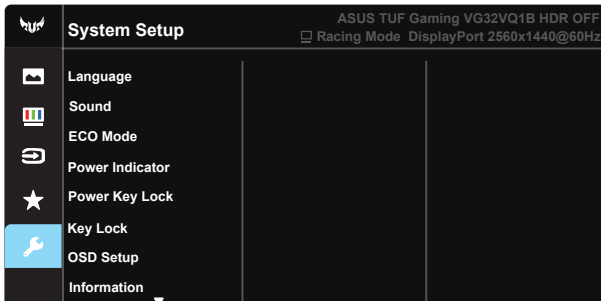 System Setup
ASUS TUF Gaming VG32VQ1B HDR OFF
Racing Mode DisplayPort 2560x1440@60Hz
Language
Sound
ECO Mode
Power Indicator
Power Key Lock
Key Lock
OSD Setup
Information